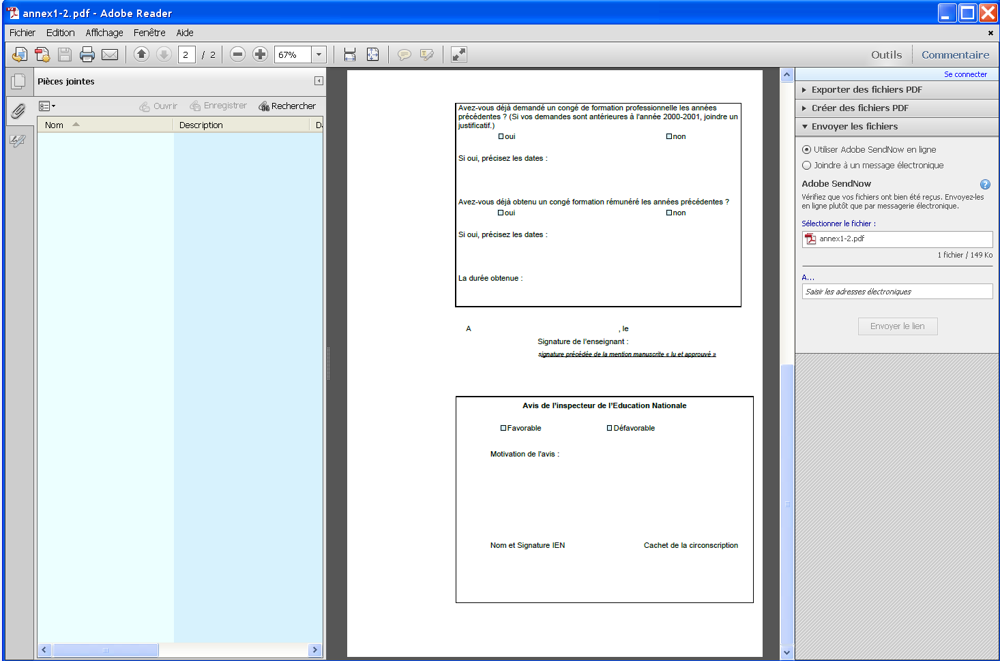 annex1-2.pdf - Adobe Reader
Fichier Edition Affichage Fenêtre Aide
2 / 2 67% Outils Commentaire
Pièces jointes
Ouvrir Enregistrer Rechercher
Nom Description
Avez-vous déjà demandé un congé de formation professionnelle les années
précédentes ? (Si vos demandes sont antérieures à l'année 2000-2001, joindre un
justificatif.)
oui non
Si oui, précisez les dates :
Avez-vous déjà obtenu un congé formation rémunéré les années précédentes ?
oui non
Si oui, précisez les dates :
La durée obtenue :
A , le
Signature de l'enseignant :
signature précédée de la mention manuscrite « lu et approuvé »
Avis de l'inspecteur de l'Education Nationale
Favorable Défavorable
Motivation de l'avis :
Nom et Signature IEN Cachet de la circonscription
Se connecter
Exporter des fichiers PDF
Créer des fichiers PDF
Envoyer les fichiers
Utiliser Adobe SendNow en ligne
Joindre à un message électronique
Adobe SendNow
Vérifiez que vos fichiers ont bien été reçus. Envoyez-les
en ligne plutôt que par messagerie électronique.
Sélectionner le fichier :
annex1-2.pdf
1 fichier / 149 Ko
A...
Saisir les adresses électroniques
Envoyer le lien